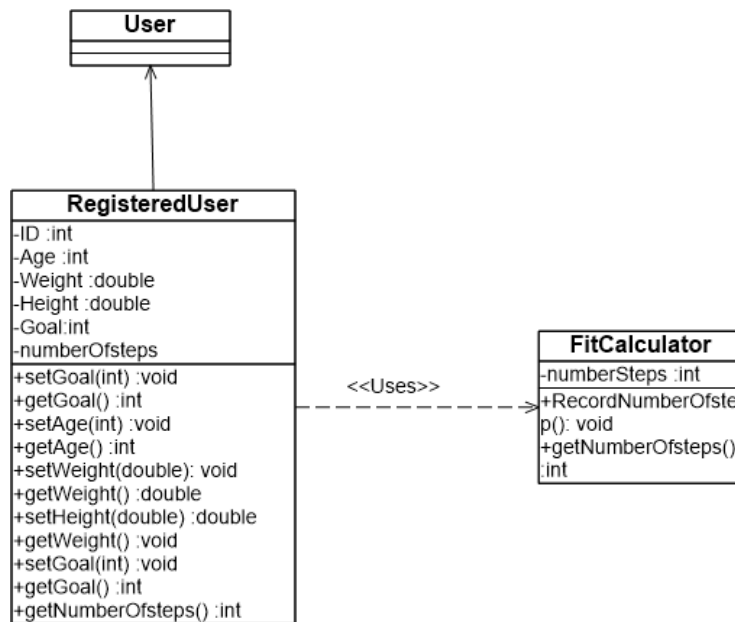 User
RegisteredUser
-ID :int
-Age :int
-Weight :double
-Height :double
-Goal:int
-numberOfsteps
+setGoal(int) :void
+getGoal() :int
+setAge(int) :void
+getAge() :int
+setWeight(double): void
+getWeight() :double
+setHeight(double) :double
+getWeight() :void
+setGoal(int) :void
+getGoal() :int
+getNumberOfsteps() :int
<<Uses>>
FitCalculator
-numberSteps :int
+RecordNumberOfste
p(): void
+getNumberOfsteps()
:int